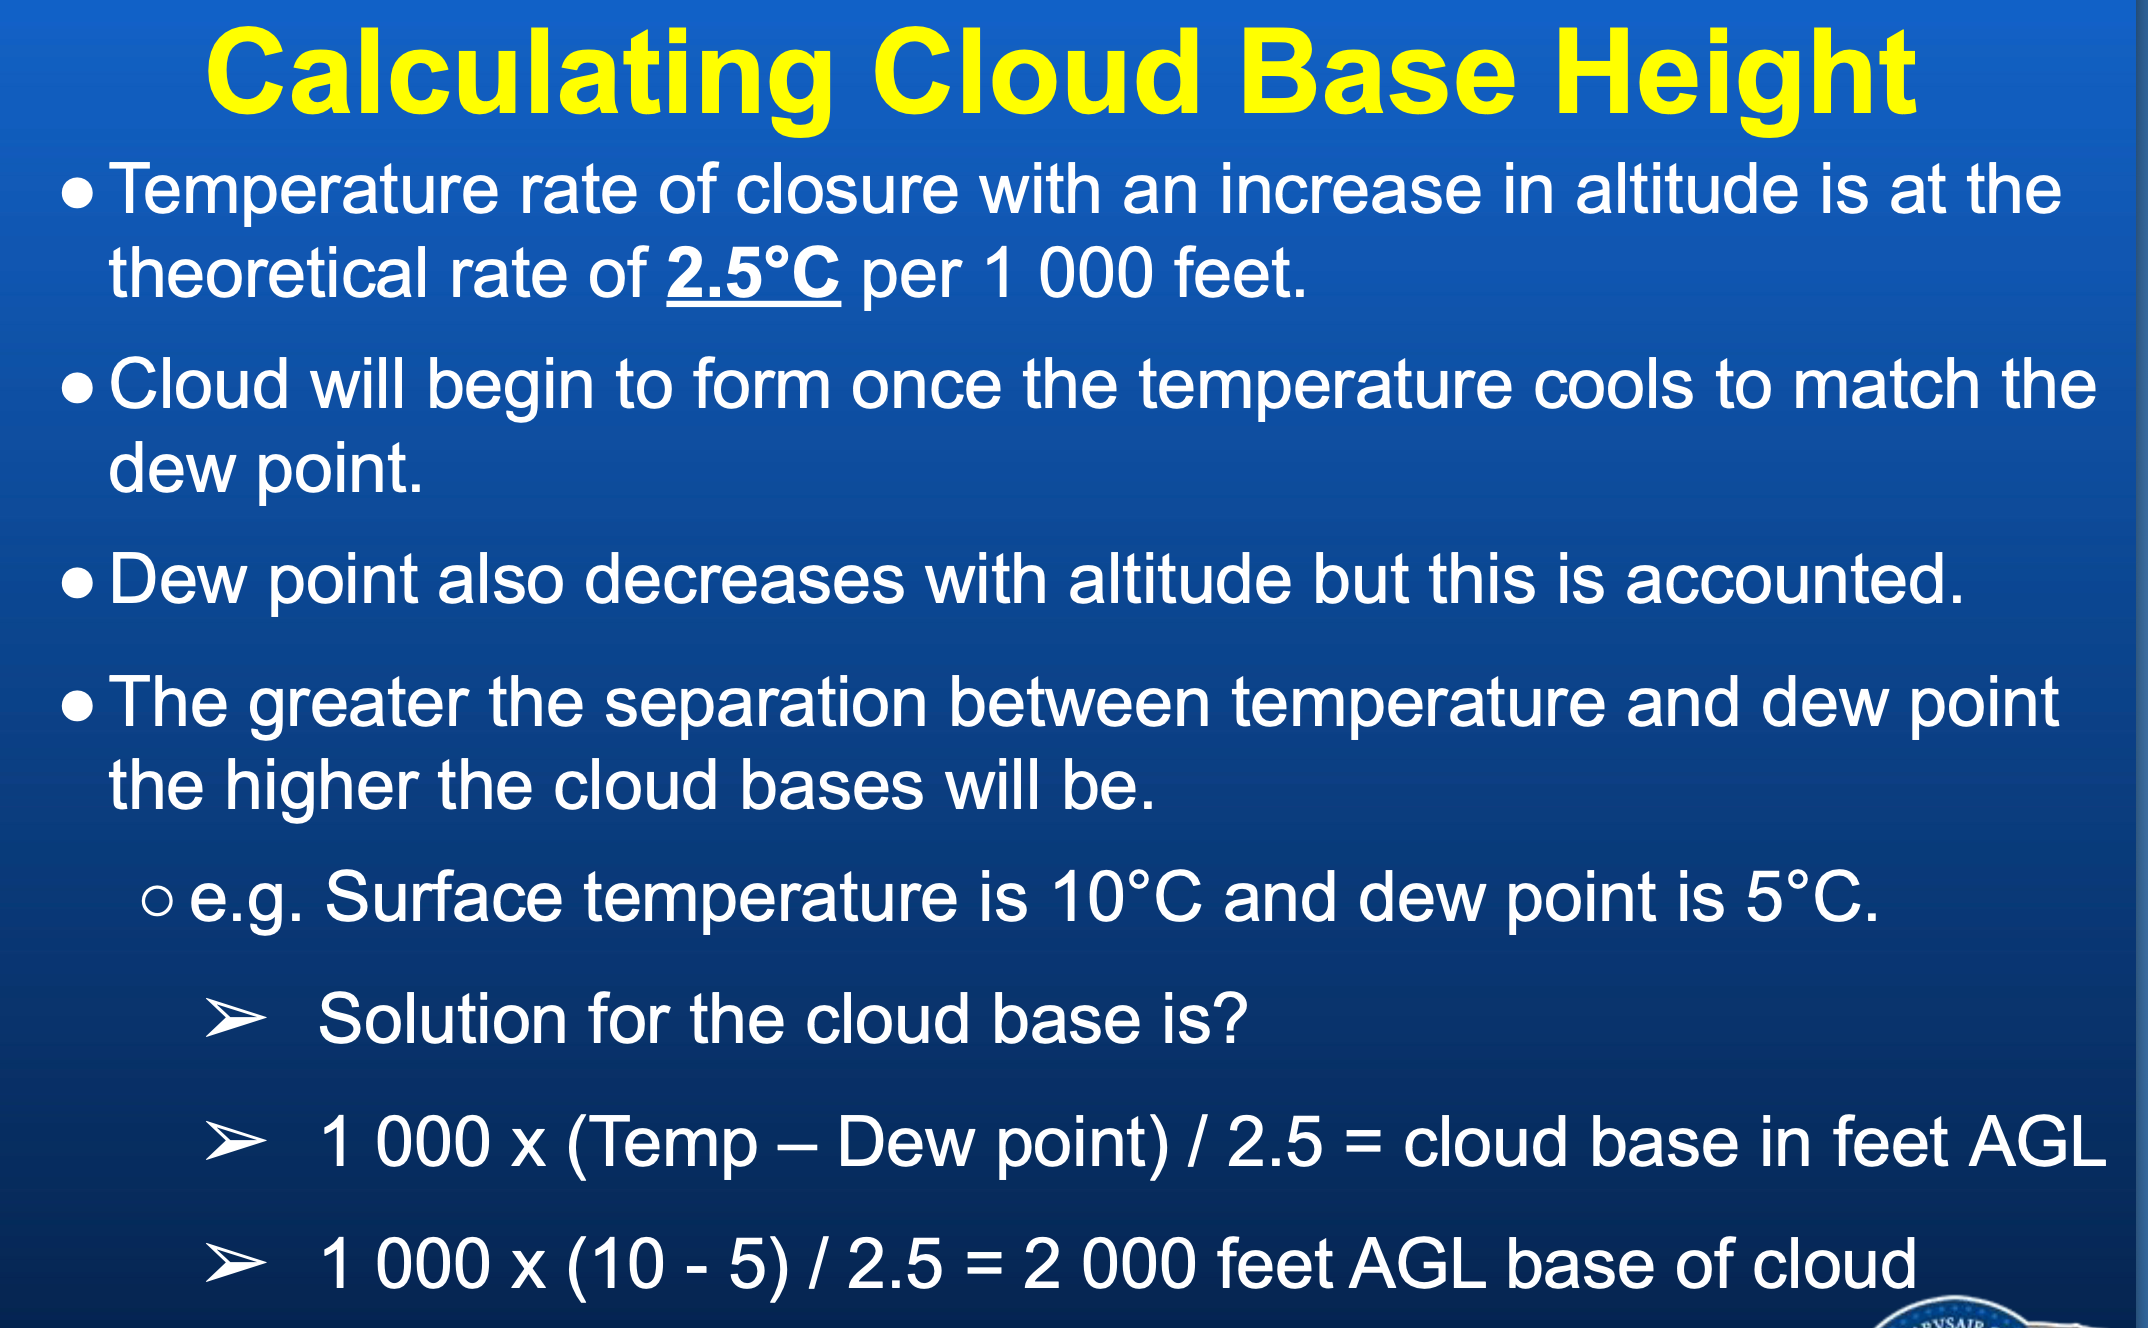 Calculating Cloud Base Height
● Temperature rate of closure with an increase in altitude is at the
theoretical rate of 2.5°C per 1 000 feet.
● Cloud will begin to form once the temperature cools to match the
dew point.
● Dew point also decreases with altitude but this is accounted.
● The greater the separation between temperature and dew point
the higher the cloud bases will be.
○ e.g. Surface temperature is 10°C and dew point is 5°C.
➢ Solution for the cloud base is?
➢ 1 000 x (Temp – Dew point) / 2.5 = cloud base in feet AGL
➢ 1 000 x (10 - 5) / 2.5 = 2 000 feet AGL base of cloud